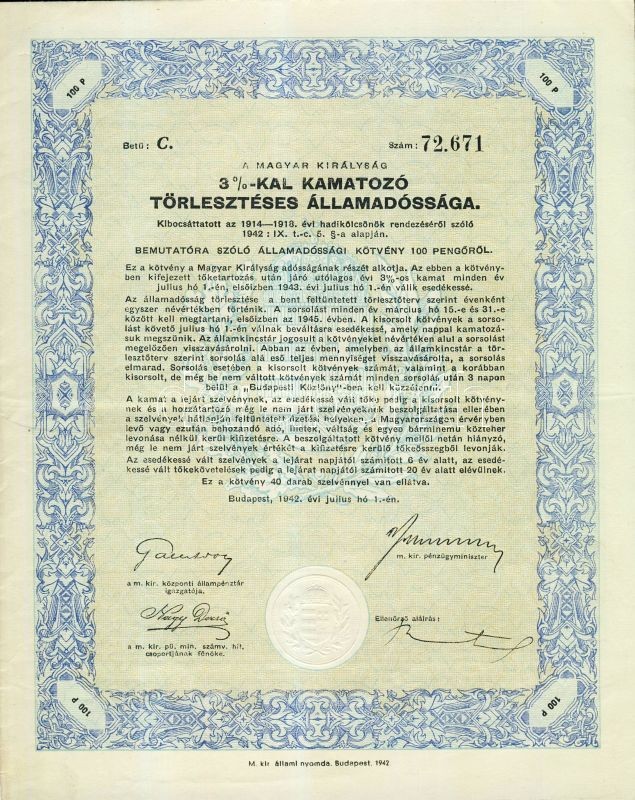 100 P
100 P
Betű: C.
Szám: 72.671
A MAGYAR KIRÁLYSÁG
3%-KAL KAMATOZÓ
TÖRLESZTÉSES ÁLLAMADÓSSÁGA.
Kibocsáttatott az 1914—1918. évi hadikölcsönök rendezéséről szóló
1942 : IX. t.-c. 5. §-a alapján.
BEMUTATÓRA SZÓLÓ ÁLLAMADÓSSÁGI KÖTVÉNY 100 PENGŐRŐL.
Ez a kötvény a Magyar Királyság adósságának részét alkotja. Az ebben a kötvény-
ben kifejezett tőketartozás után járó utólagos évi 3%-os kamat minden év
július hó 1.-én, elsőízben 1943. évi július hó 1.-én válik esedékessé.
Az államadósság törlesztése a bent feltüntetett törlesztőterv szerint évenként
egyszer névértékben történik. A sorsolást minden év március hó 15.-e és 31.-e
között kell megtartani, elsőízben az 1945. évben. A kisorsolt kötvények a sorso-
lást követő július hó 1.-én válnak beváltásra esedékessé, amely nappal kamatozá-
suk megszűnik. Az államkincstár jogosult a kötvényeket névértéken alul a sorsolást
megelőzően visszavásárolni. Abban az évben, amelyben az államkincstár a tör-
lesztőterv szerint sorsolás alá eső teljes mennyiséget visszavásárolta, a sorsolás
elmarad. Sorsolás esetében a kisorsolt kötvények számát, valamint a korábban
kisorsolt, de még be nem váltott kötvények számát minden sorsolás után 3 napon
belül a „Budapesti Közlöny"-ben kell közzétenni.
A kamat a lejárt szelvénynek, az esedékessé vált tőke pedig a kisorsolt kötvény-
nek és a hozzátartozó még le nem járt szelvényeknek beszolgáltatása ellenében
a szelvények hátlapján feltüntetett fizetési helyeken, a Magyarországon érvényben
levő vagy ezután behozandó adó, illeték, váltság és egyéb bárminemű közteher
levonása nélkül kerül kifizetésre. A beszolgáltatott kötvény mellől netán hiányzó,
még le nem járt szelvények értékét a kifizetésre kerülő tőkeösszegből levonják.
Az esedékessé vált szelvények a lejárat napjától számított 6 év alatt, az esedé-
kessé vált tőkekövetelések pedig a lejárat napjától számított 20 év alatt elévülnek.
Ez a kötvény 40 darab szelvénnyel van ellátva.
Budapest, 1942. évi július hó 1.-én.
m. kir. pénzügyminiszter
a m. kir. központi állampénztár
igazgatója.
Nagy Dezső
Ellenőrző aláírás:
a m. kir. pü. min. számv. hit.
csoportjának főnöke.
100 P
100 P
M. kir. állami nyomda. Budapest, 1942